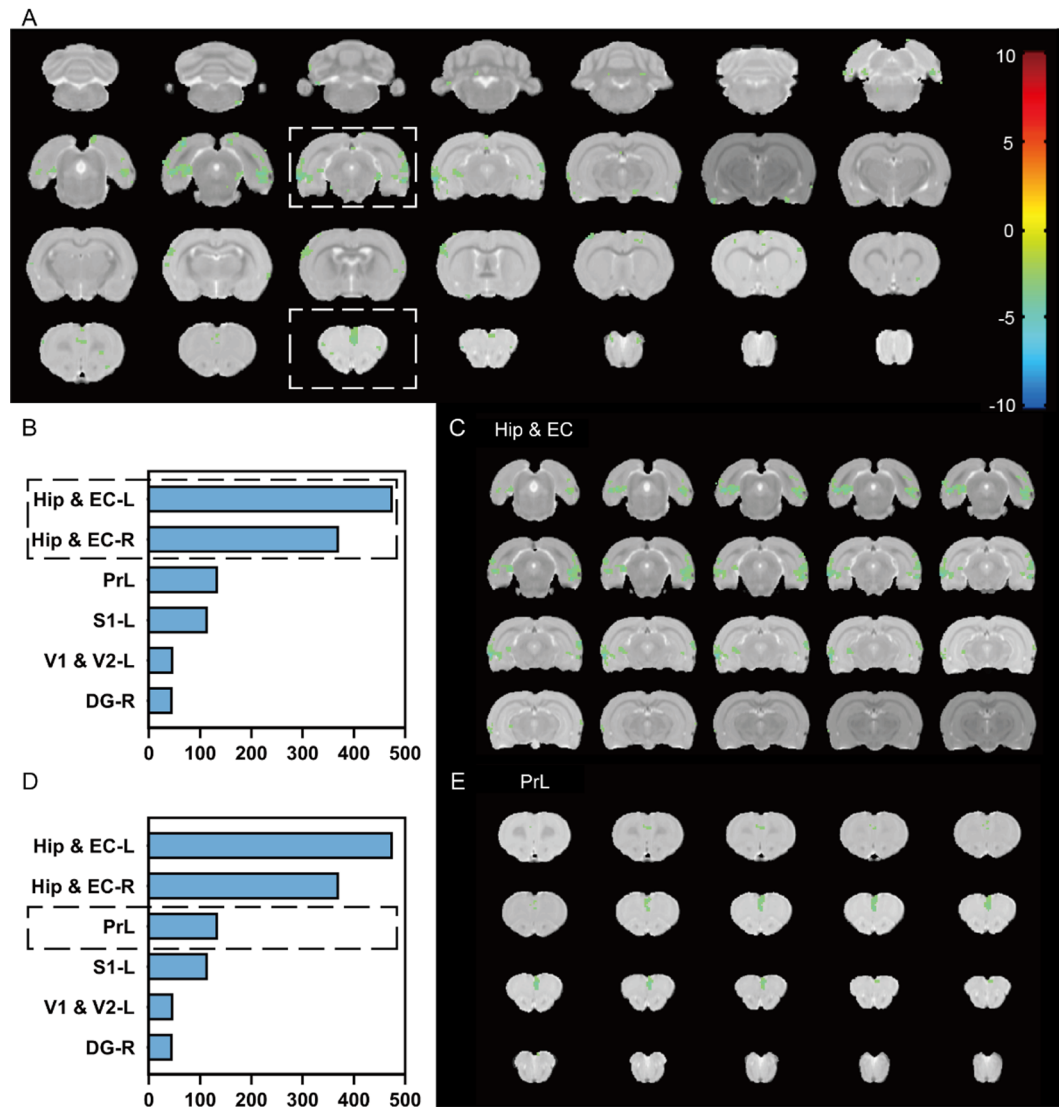 A
10
5
0
-5
-10
B
Hip & EC-L
Hip & EC-R
PrL
S1-L
V1 & V2-L
DG-R
0 100 200 300 400 500
C Hip & EC
D
Hip & EC-L
Hip & EC-R
PrL
S1-L
V1 & V2-L
DG-R
0 100 200 300 400 500
E PrL